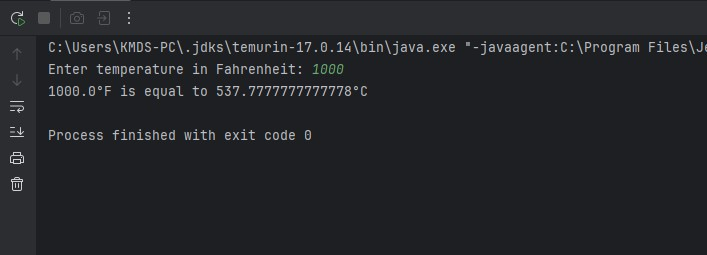 C:\Users\KMDS-PC\.jdks\temurin-17.0.14\bin\java.exe "-javaagent:C:\Program Files\Je
Enter temperature in Fahrenheit: 1000
1000.0°F is equal to 537.7777777777778°C
Process finished with exit code 0